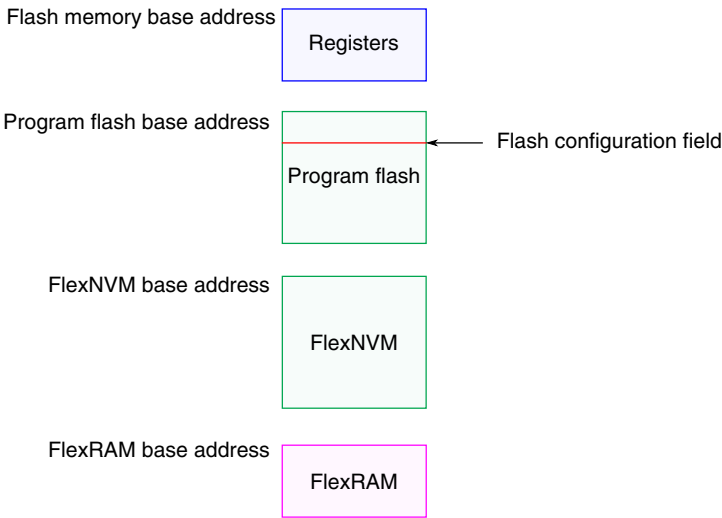 Flash memory base address
Registers
Program flash base address
Flash configuration field
Program flash
FlexNVM base address
FlexNVM
FlexRAM base address
FlexRAM